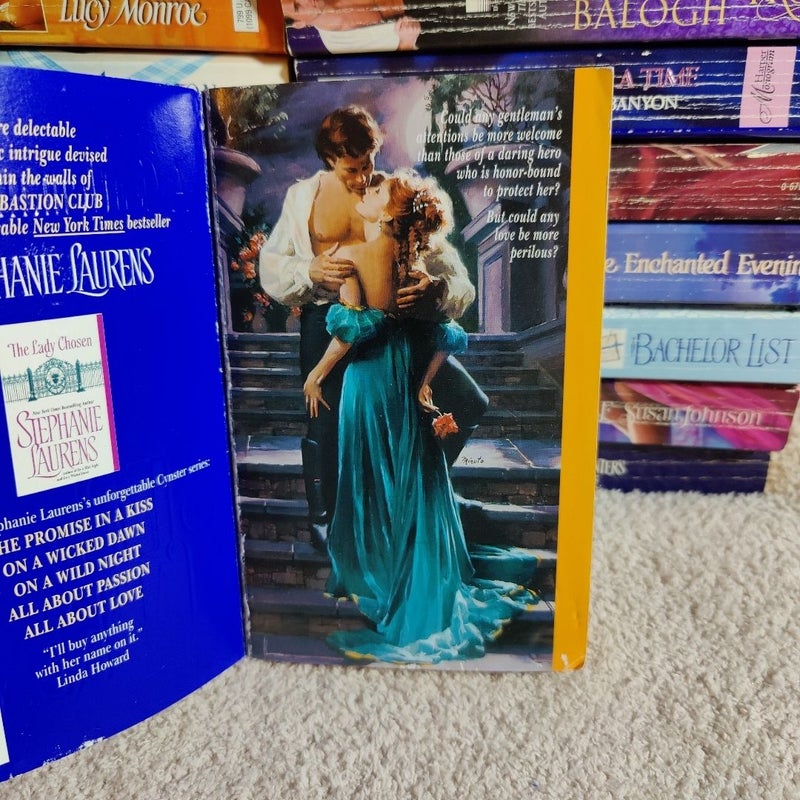 Lucy Monroe
BALOGH
A TIME
BANYON
Enchanted Evenin
BACHELOR LIST
Susan Johnson
re delectable
c intrigue devised
in the walls of
BASTION CLUB
rable New York Times bestseller
HANIE LAURENS
The Lady Chosen
STEPHANIE
LAURENS
phanie Laurens's unforgettable Cynster series:
HE PROMISE IN A KISS
ON A WICKED DAWN
ON A WILD NIGHT
ALL ABOUT PASSION
ALL ABOUT LOVE
"I'll buy anything
with her name on it."
Linda Howard
Could any gentleman's
attentions be more welcome
than those of a daring hero
who is honor-bound
to protect her?
But could any
love be more
perilous?